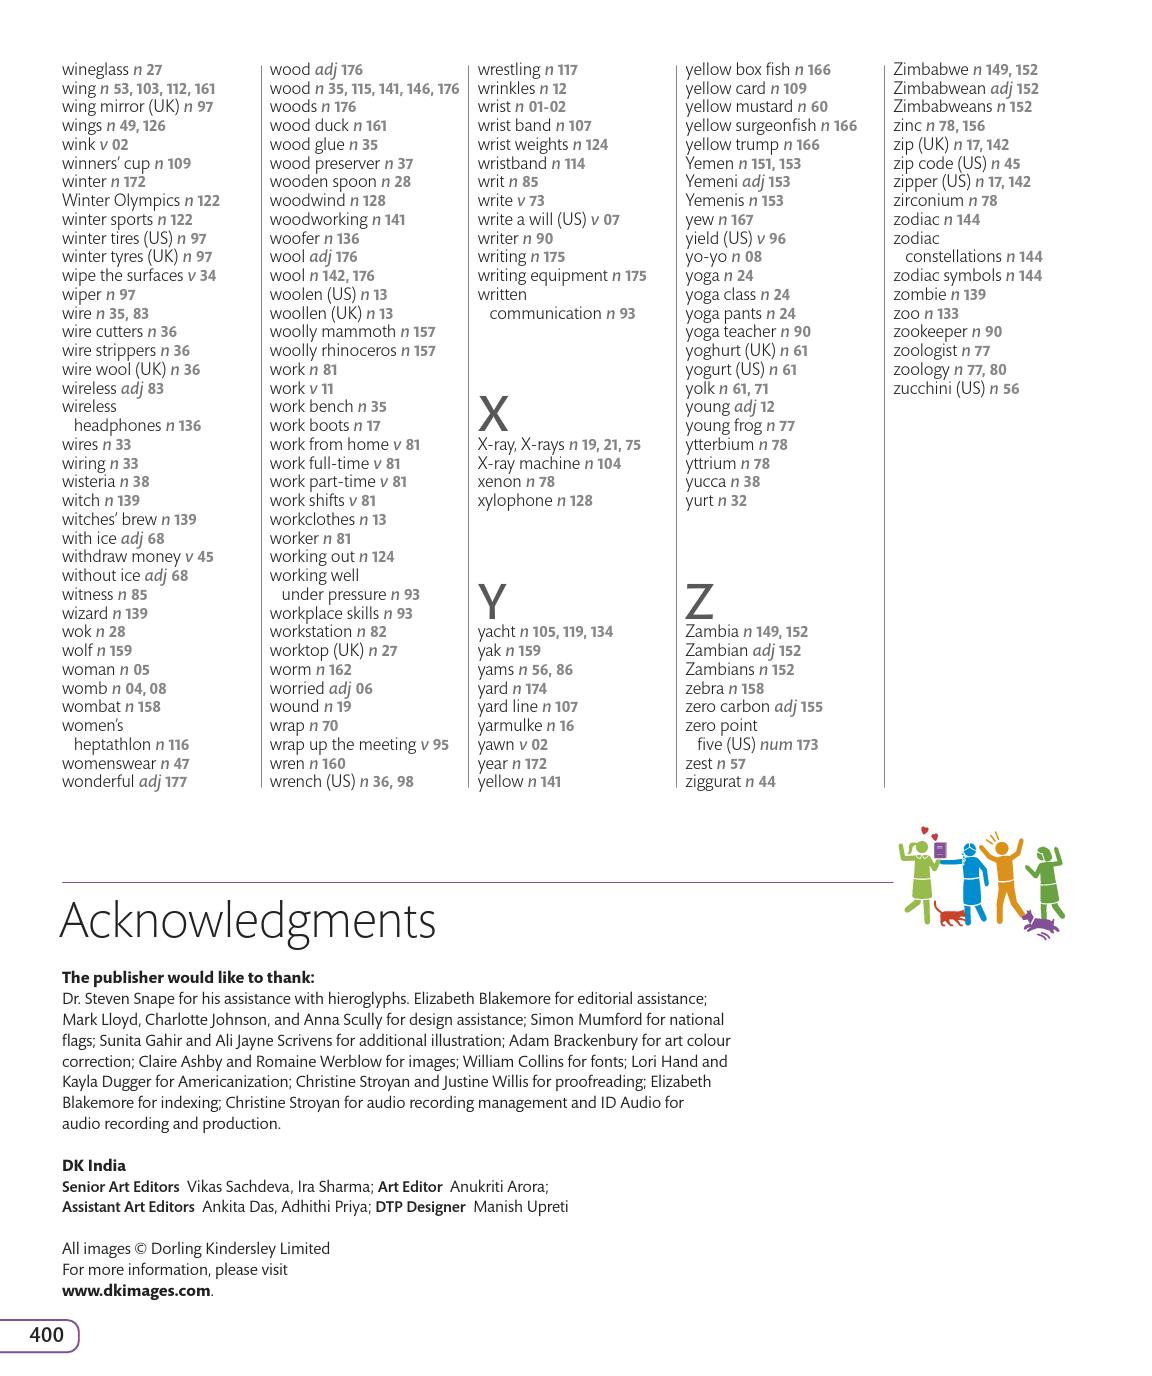 wineglass n 27
wing n 53, 103, 112, 161
wing mirror (UK) n 97
wings n 49, 126
wink v 02
winners’ cup n 109
winter n 172
Winter Olympics n 122
winter sports n 122
winter tires (US) n 97
winter tyres (UK) n 97
wipe the surfaces v 34
wiper n 97
wire n 35, 83
wire cutters n 36
wire strippers n 36
wire wool (UK) n 36
wireless adj 83
wireless
headphones n 136
wires n 33
wiring n 33
wisteria n 38
witch n 139
witches’ brew n 139
with ice adj 68
withdraw money v 45
without ice adj 68
witness n 85
wizard n 139
wok n 28
wolf n 159
woman n 05
womb n 04, 08
wombat n 158
women’s
heptathlon n 116
womenswear n 47
wonderful adj 177
wood adj 176
wood n 35, 115, 141, 146, 176
woods n 176
wood duck n 161
wood glue n 35
wood preserver n 37
wooden spoon n 28
woodwind n 128
woodworking n 141
woofer n 136
wool adj 176
wool n 142, 176
woolen (US) n 13
woollen (UK) n 13
woolly mammoth n 157
woolly rhinoceros n 157
work n 81
work v 11
work bench n 35
work boots n 17
work from home v 81
work full-time v 81
work part-time v 81
work shifts v 81
workclothes n 13
worker n 81
working out n 124
working well
under pressure n 93
workplace skills n 93
workstation n 82
worktop (UK) n 27
worm n 162
worried adj 06
wound n 19
wrap n 70
wrap up the meeting v 95
wren n 160
wrench (US) n 36, 98
wrestling n 117
wrinkles n 12
wrist n 01-02
wrist band n 107
wrist weights n 124
wristband n 114
writ n 85
write v 73
write a will (US) v 07
writer n 90
writing n 175
writing equipment n 175
written
communication n 93
X
X-ray, X-rays n 19, 21, 75
X-ray machine n 104
xenon n 78
xylophone n 128
Y
yacht n 105, 119, 134
yak n 159
yams n 56, 86
yard n 174
yard line n 107
yarmulke n 16
yawn v 02
year n 172
yellow n 141
yellow box fish n 166
yellow card n 109
yellow mustard n 60
yellow surgeonfish n 166
yellow trump n 166
Yemen n 151, 153
Yemeni adj 153
Yemenis n 153
yew n 167
yield (US) v 96
yo-yo n 08
yoga n 24
yoga class n 24
yoga pants n 24
yoga teacher n 90
yoghurt (UK) n 61
yogurt (US) n 61
yolk n 61, 71
young adj 12
young frog n 77
ytterbium n 78
yttrium n 78
yucca n 38
yurt n 32
Z
Zambia n 149, 152
Zambian adj 152
Zambians n 152
zebra n 158
zero carbon adj 155
zero point
five (US) num 173
zest n 57
ziggurat n 44
Zimbabwe n 149, 152
Zimbabwean adj 152
Zimbabweans n 152
zinc n 78, 156
zip (UK) n 17, 142
zip code (US) n 45
zipper (US) n 17, 142
zirconium n 78
zodiac n 144
zodiac
constellations n 144
zodiac symbols n 144
zombie n 139
zoo n 133
zookeeper n 90
zoologist n 77
zoology n 77, 80
zucchini (US) n 56
Acknowledgments
The publisher would like to thank:
Dr. Steven Snape for his assistance with hieroglyphs. Elizabeth Blakemore for editorial assistance;
Mark Lloyd, Charlotte Johnson, and Anna Scully for design assistance; Simon Mumford for national
flags; Sunita Gahir and Ali Jayne Scrivens for additional illustration; Adam Brackenbury for art colour
correction; Claire Ashby and Romaine Werblow for images; William Collins for fonts; Lori Hand and
Kayla Dugger for Americanization; Christine Stroyan and Justine Willis for proofreading; Elizabeth
Blakemore for indexing; Christine Stroyan for audio recording management and ID Audio for
audio recording and production.
DK India
Senior Art Editors Vikas Sachdeva, Ira Sharma; Art Editor Anukriti Arora;
Assistant Art Editors Ankita Das, Adhithi Priya; DTP Designer Manish Upreti
All images © Dorling Kindersley Limited
For more information, please visit
www.dkimages.com.
400